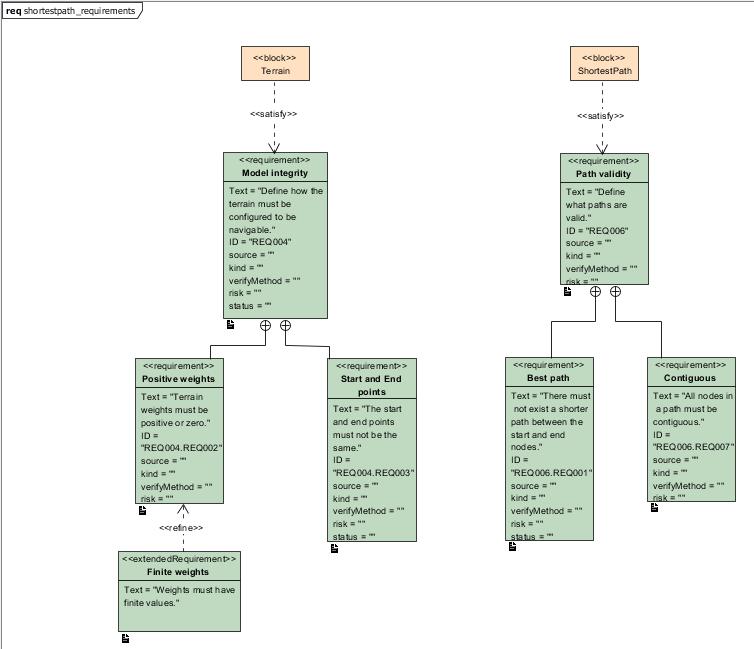 req shortestpath_requirements
<<block>>
Terrain
<<block>>
ShortestPath
<<satisfy>>
<<satisfy>>
<<requirement>>
Model integrity
Text = "Define how the
terrain must be
configured to be
navigable."
ID = "REQ004"
source = ""
kind = ""
verifyMethod = ""
risk = ""
status = ""
<<requirement>>
Path validity
Text = "Define
what paths are
valid."
ID = "REQ006"
source = ""
kind = ""
verifyMethod = ""
risk = ""
<<requirement>>
Positive weights
Text = "Terrain
weights must be
positive or zero."
ID =
"REQ004.REQ002"
source = ""
kind = ""
verifyMethod = ""
risk = ""
<<requirement>>
Start and End
points
Text = "The start
and end points
must not be the
same."
ID =
"REQ004.REQ003"
source = ""
kind = ""
verifyMethod = ""
risk = ""
status = ""
<<requirement>>
Best path
Text = "There must
not exist a shorter
path between the
start and end
nodes."
ID =
"REQ006.REQ001"
source = ""
kind = ""
verifyMethod = ""
risk = ""
status = ""
<<requirement>>
Contiguous
Text = "All nodes in
a path must be
contiguous."
ID =
"REQ006.REQ007"
source = ""
kind = ""
verifyMethod = ""
risk = ""
<<refine>>
<<extendedRequirement>>
Finite weights
Text = "Weights must have
finite values."